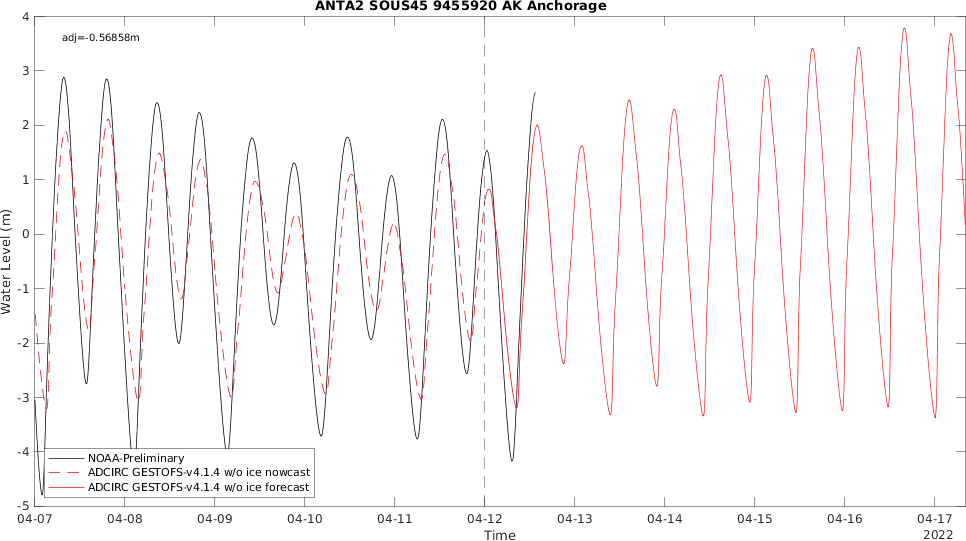 ANTA2 SOUS45 9455920 AK Anchorage
adj=-0.56858m
4
3
2
1
0
-1
-2
-3
-4
-5
Water Level (m)
NOAA-Preliminary
ADCIRC GESTOFS-v4.1.4 w/o ice nowcast
ADCIRC GESTOFS-v4.1.4 w/o ice forecast
04-07 04-08 04-09 04-10 04-11 04-12 04-13 04-14 04-15 04-16 04-17
Time
2022